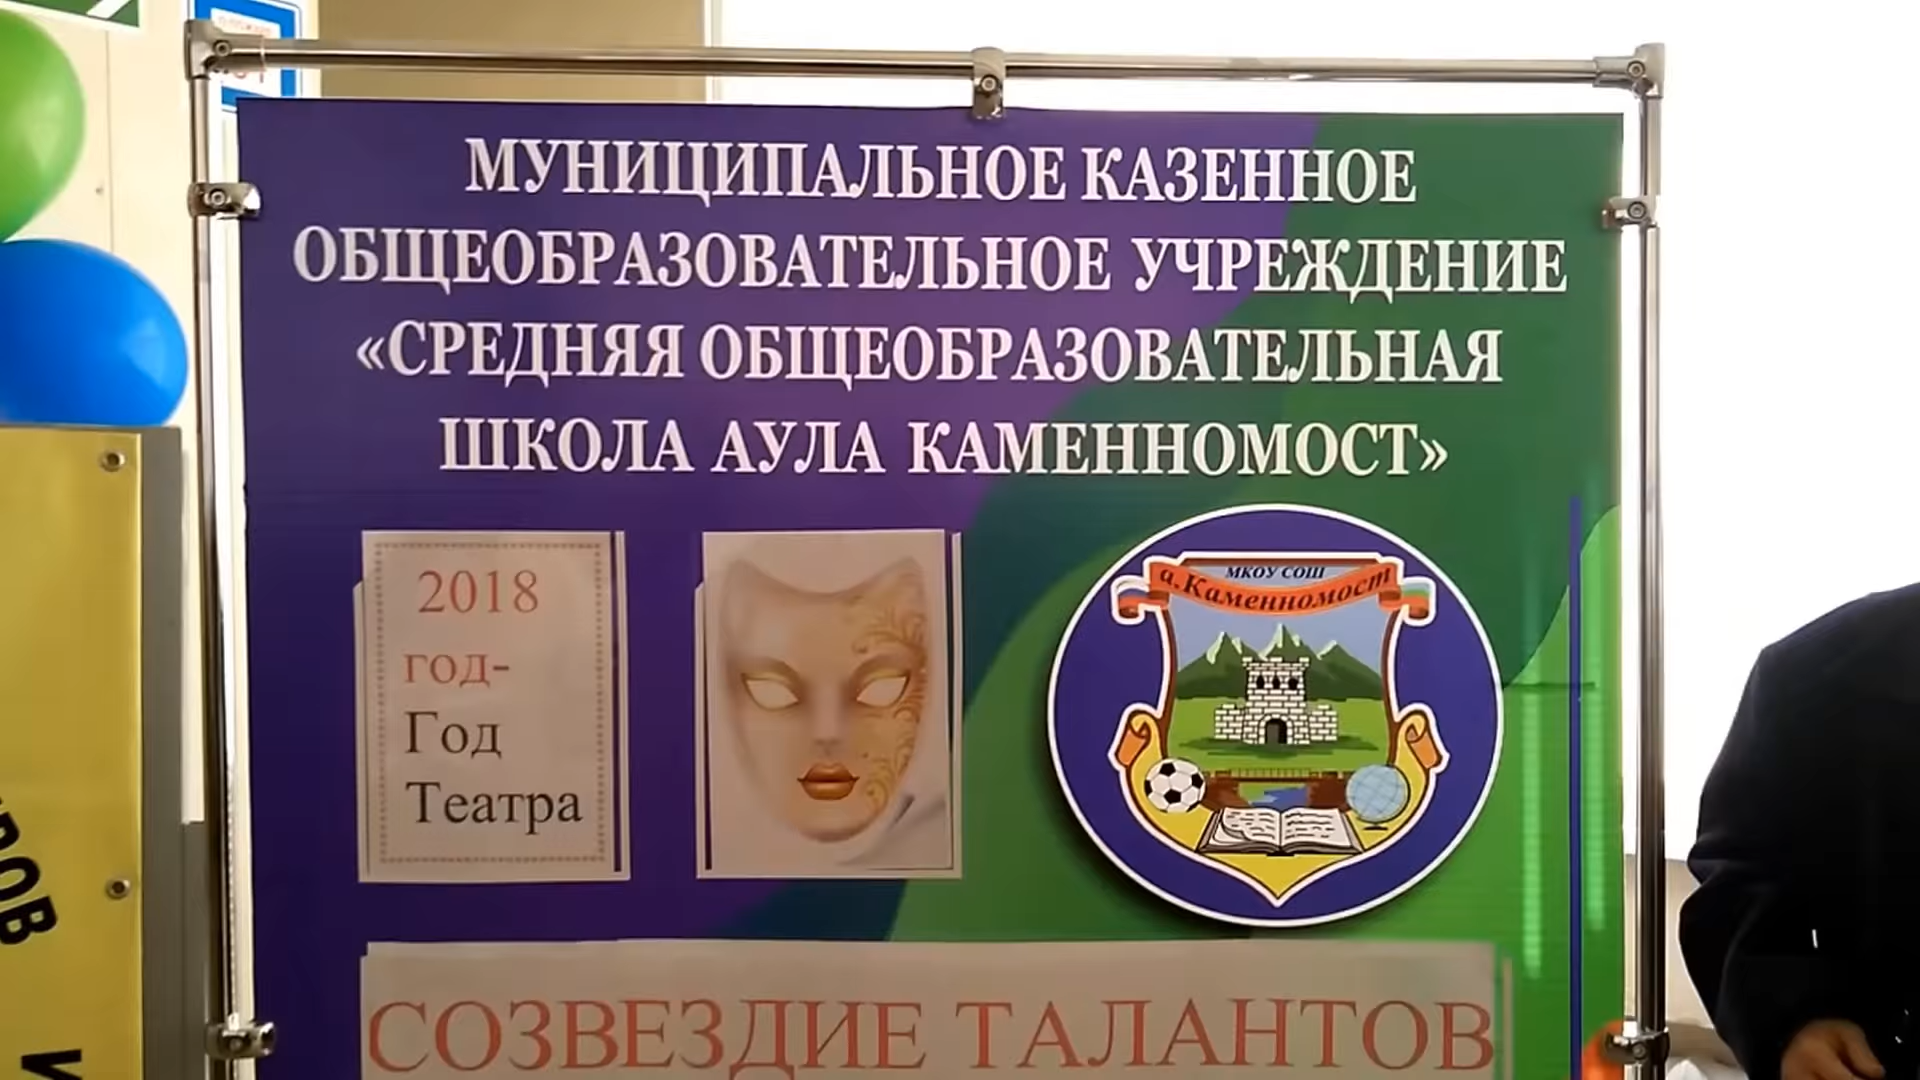 МУНИЦИПАЛЬНОЕ КАЗЕННОЕ
ОБЩЕОБРАЗОВАТЕЛЬНОЕ УЧРЕЖДЕНИЕ
«СРЕДНЯЯ ОБЩЕОБРАЗОВАТЕЛЬНАЯ
ШКОЛА АУЛА КАМЕННОМОСТ»
2018
год-
Год
Театра
МКОУ СОШ
а.Каменномост
СОЗВЕЗДИЕ ТАЛАНТОВ